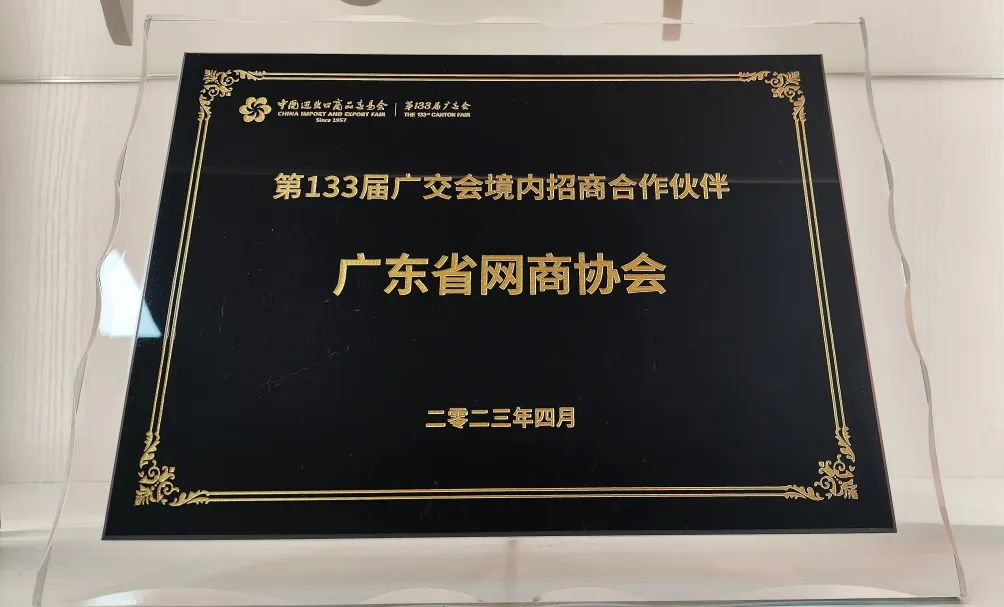 中国进出口商品交易会 第133届广交会
CHINA IMPORT AND EXPORT FAIR THE 133rd CANTON FAIR
Since 1957
第133届广交会境内招商合作伙伴
广东省网商协会
二零二三年四月